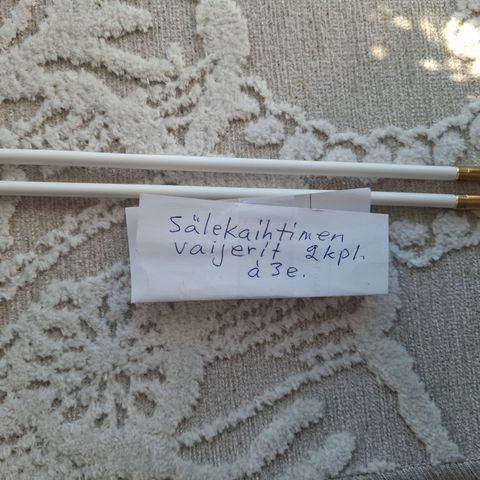 Sälekaihtimen
vaijerit 2kpl.
à 3e.